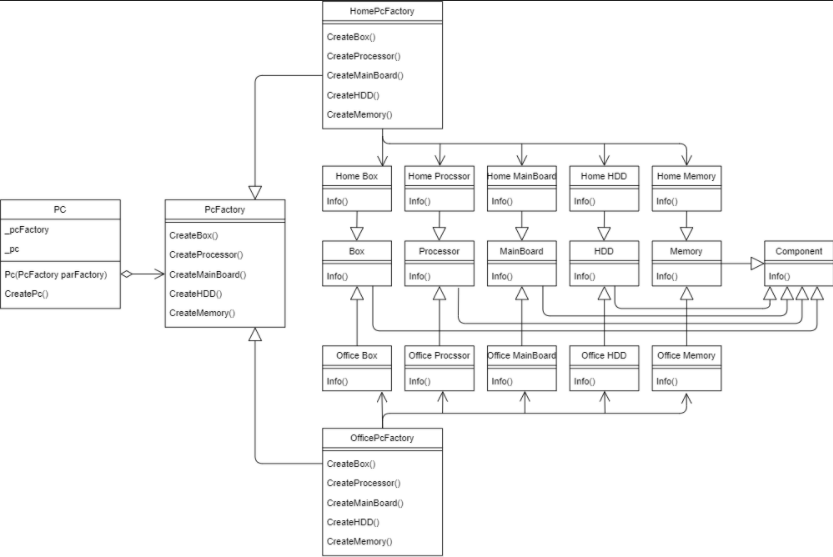 HomePcFactory
CreateBox()
CreateProcessor()
CreateMainBoard()
CreateHDD()
CreateMemory()
Home Box
Info()
Home Procssor
Info()
Home MainBoard
Info()
Home HDD
Info()
Home Memory
Info()
PC
_pcFactory
_pc
Pc(PcFactory parFactory)
CreatePc()
PcFactory
CreateBox()
CreateProcessor()
CreateMainBoard()
CreateHDD()
CreateMemory()
Box
Info()
Processor
Info()
MainBoard
Info()
HDD
Info()
Memory
Info()
Component
Info()
Office Box
Info()
Office Procssor
Info()
Office MainBoard
Info()
Office HDD
Info()
Office Memory
Info()
OfficePcFactory
CreateBox()
CreateProcessor()
CreateMainBoard()
CreateHDD()
CreateMemory()